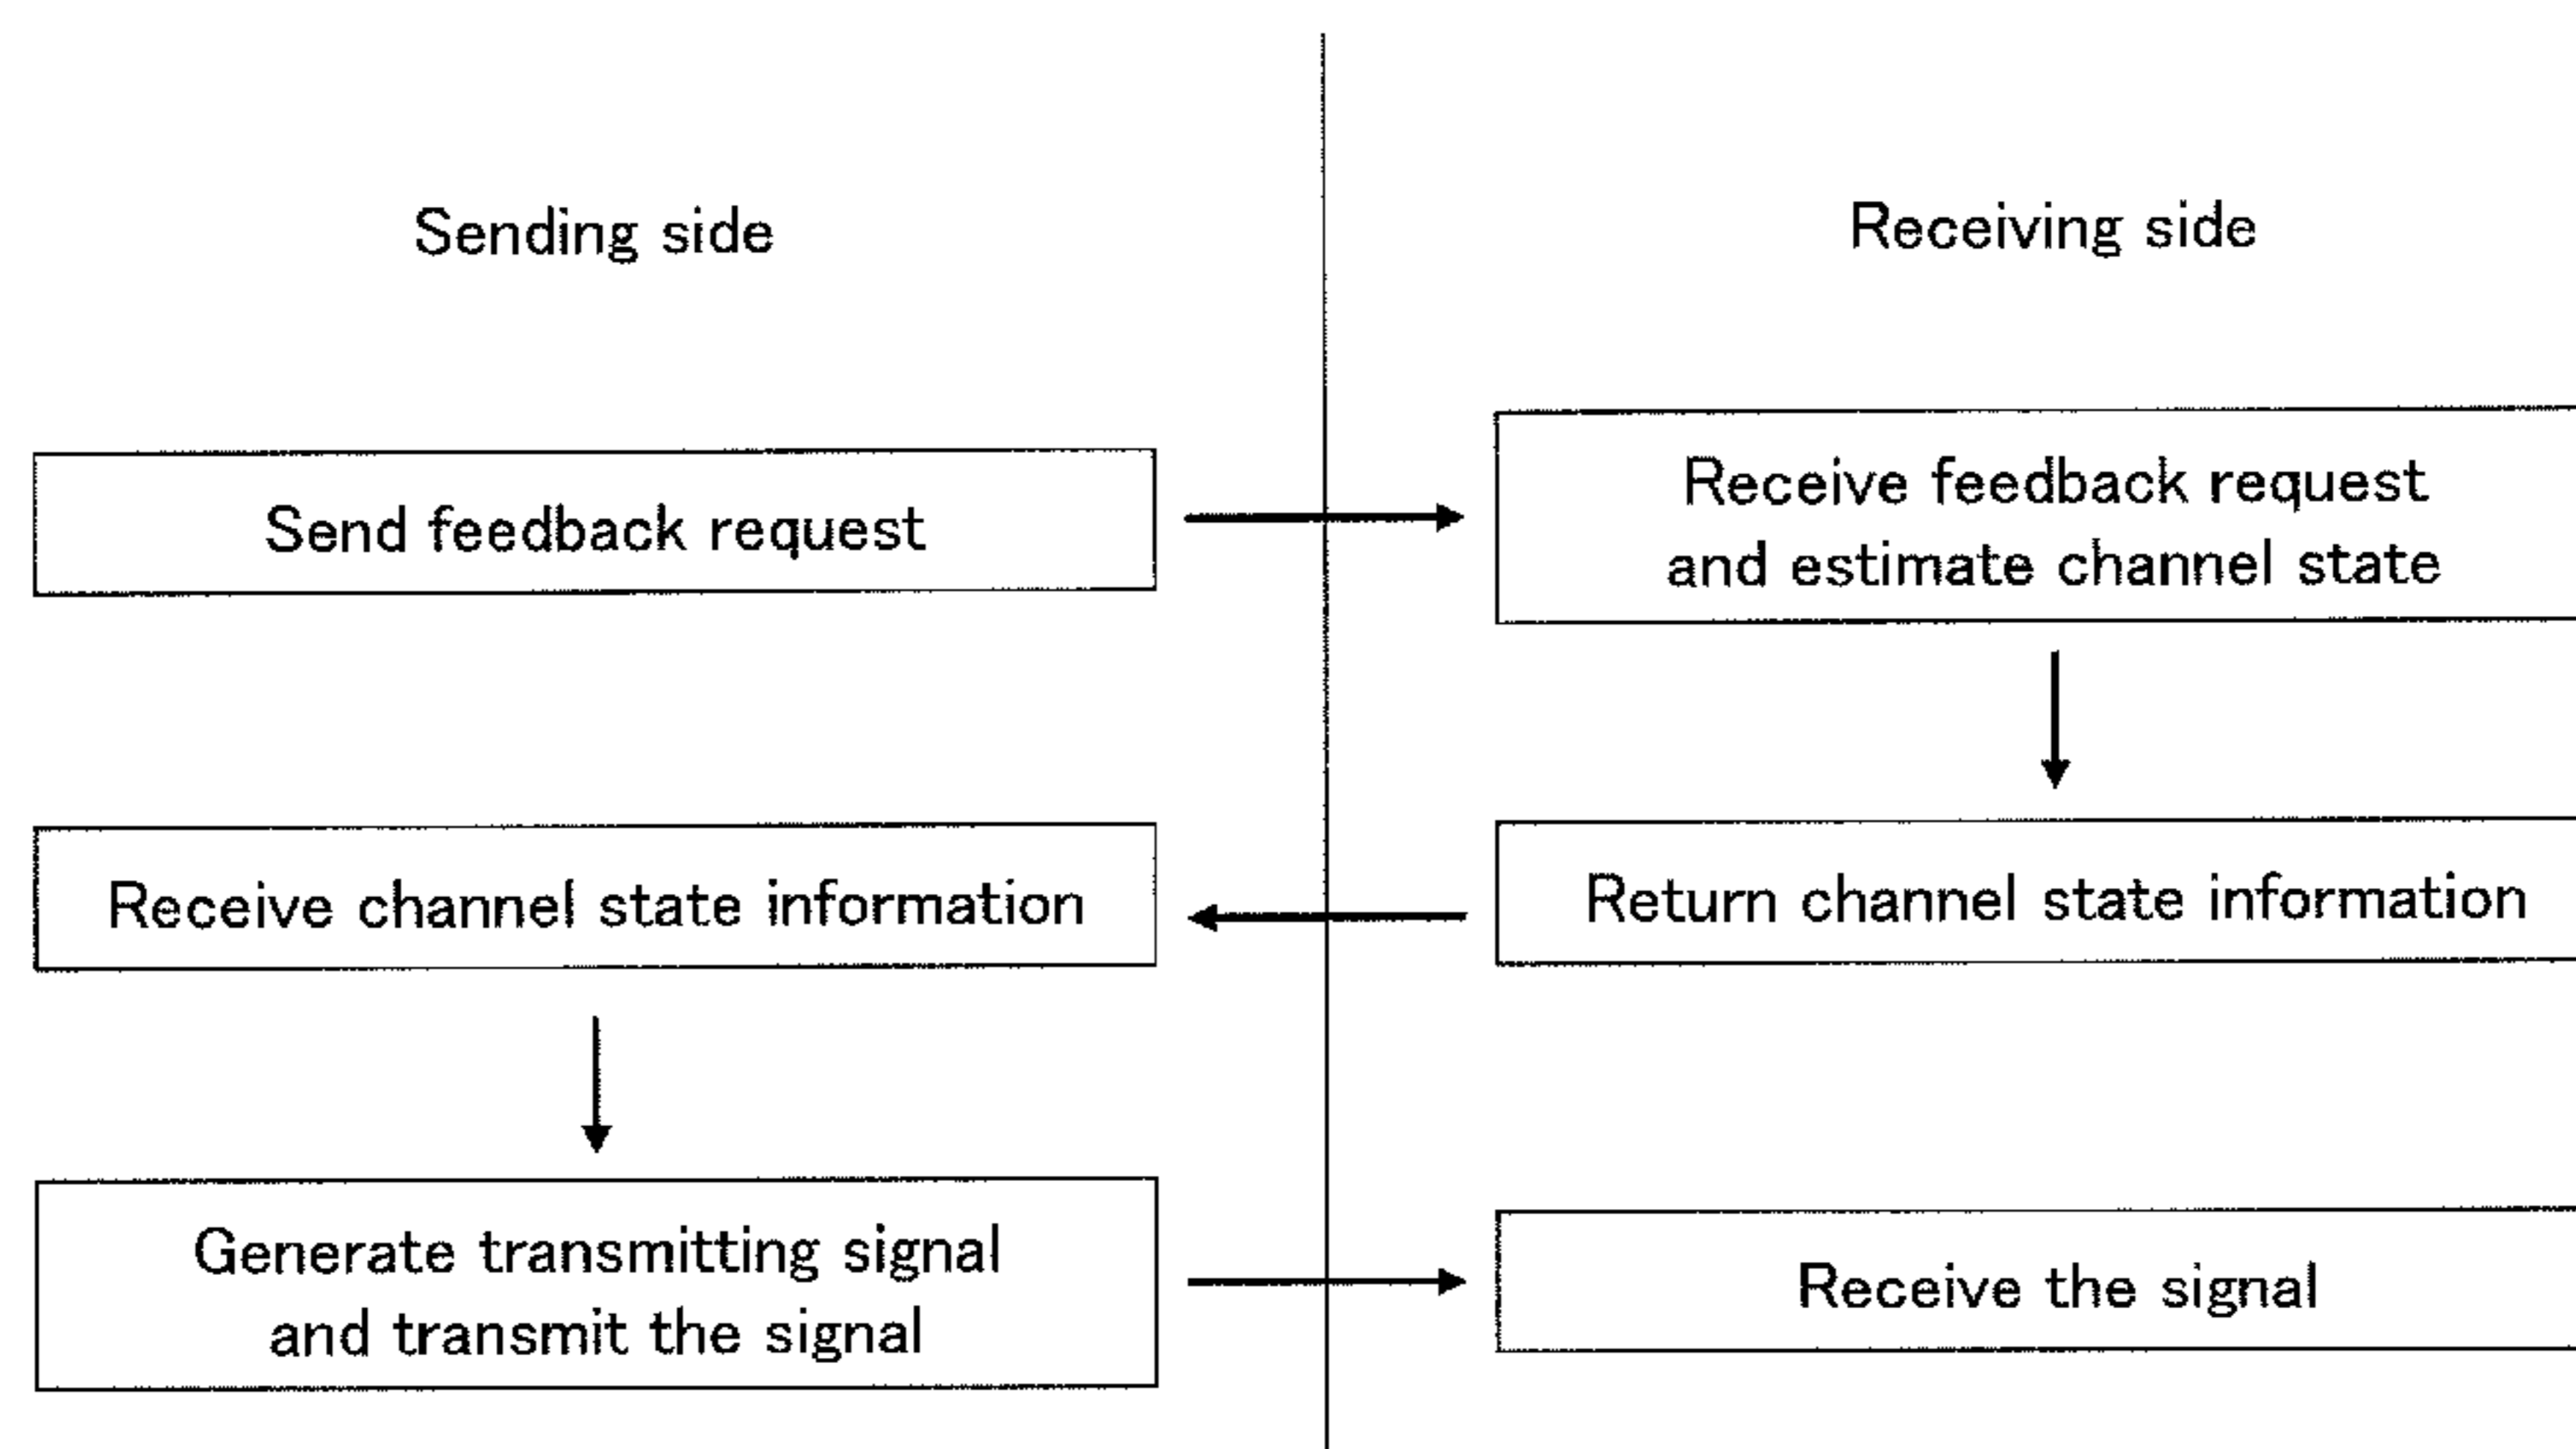 Sending side
Receiving side
Send feedback request
Receive feedback request
and estimate channel state
Receive channel state information
Return channel state information
Generate transmitting signal
and transmit the signal
Receive the signal